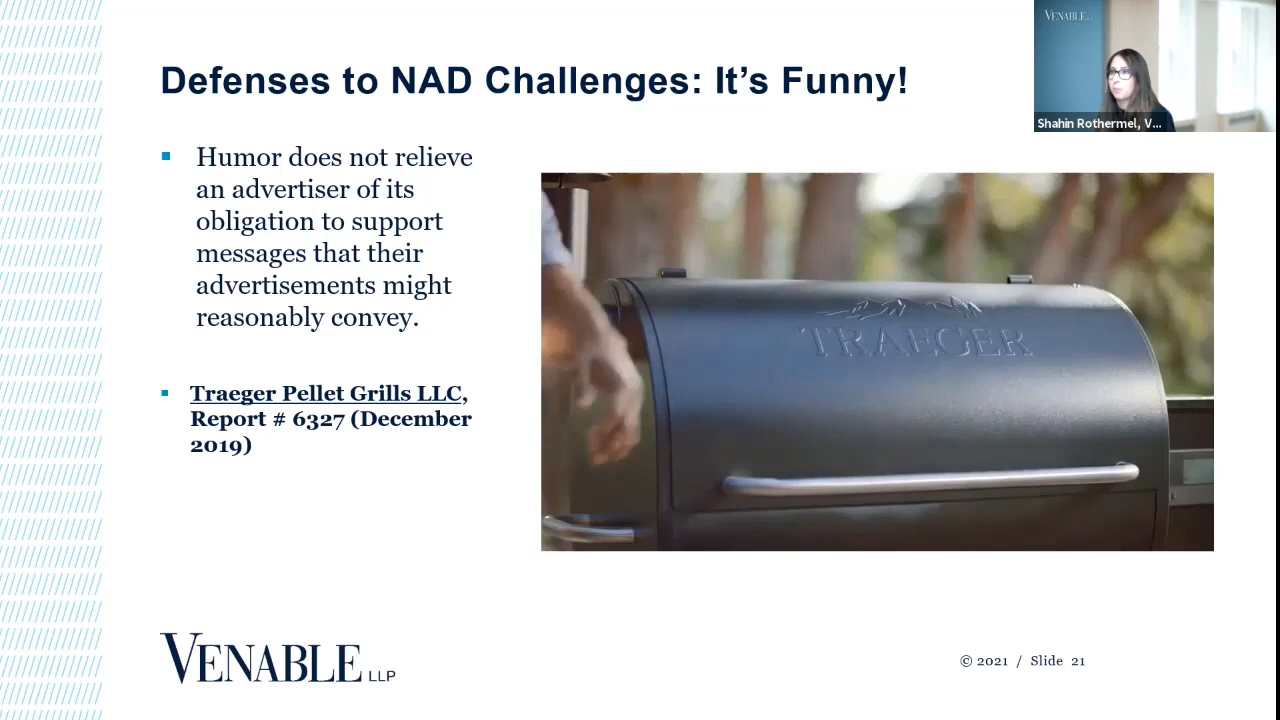 VENABLE LLP
Defenses to NAD Challenges: It’s Funny!
Shahin Rothermel, V...
Humor does not relieve
an advertiser of its
obligation to support
messages that their
advertisements might
reasonably convey.
Traeger Pellet Grills LLC,
Report # 6327 (December
2019)
TRAEGER
VENABLE LLP
© 2021 / Slide 21